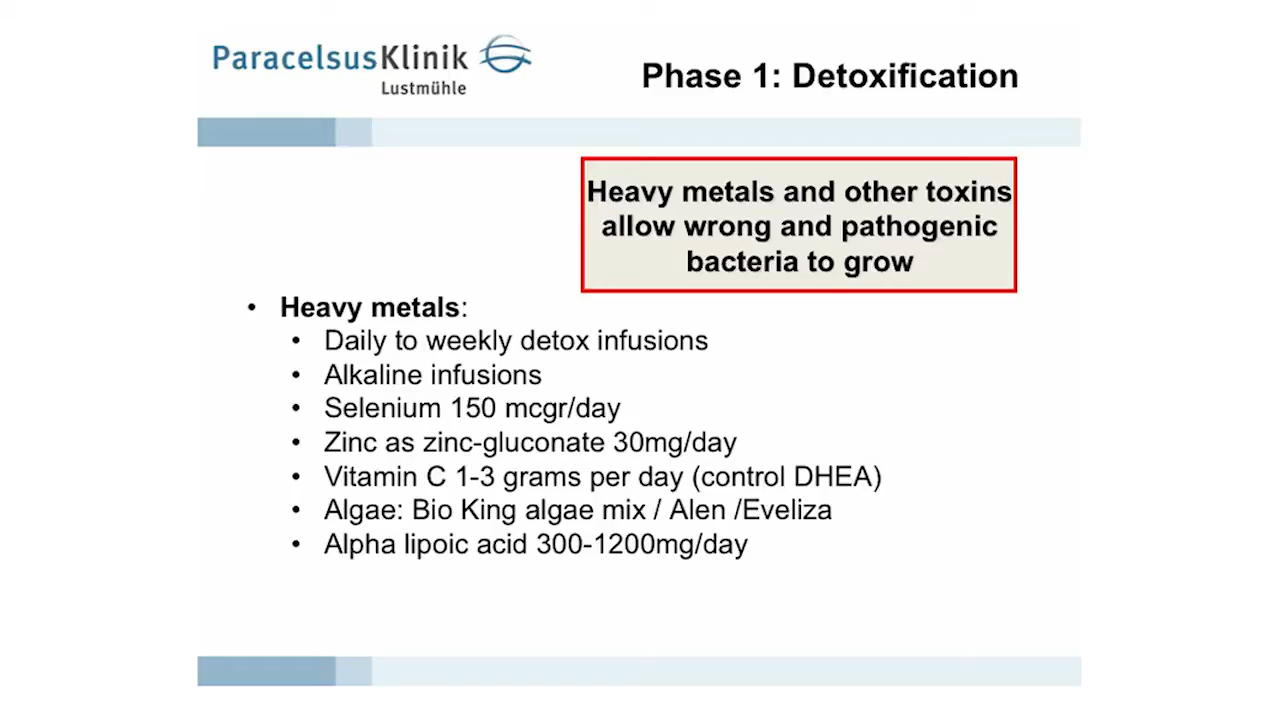 ParacelsusKlinik
Lustmühle
Phase 1: Detoxification
Heavy metals and other toxins
allow wrong and pathogenic
bacteria to grow
• Heavy metals:
• Daily to weekly detox infusions
• Alkaline infusions
• Selenium 150 mcgr/day
• Zinc as zinc-gluconate 30mg/day
• Vitamin C 1-3 grams per day (control DHEA)
• Algae: Bio King algae mix / Alen /Eveliza
• Alpha lipoic acid 300-1200mg/day